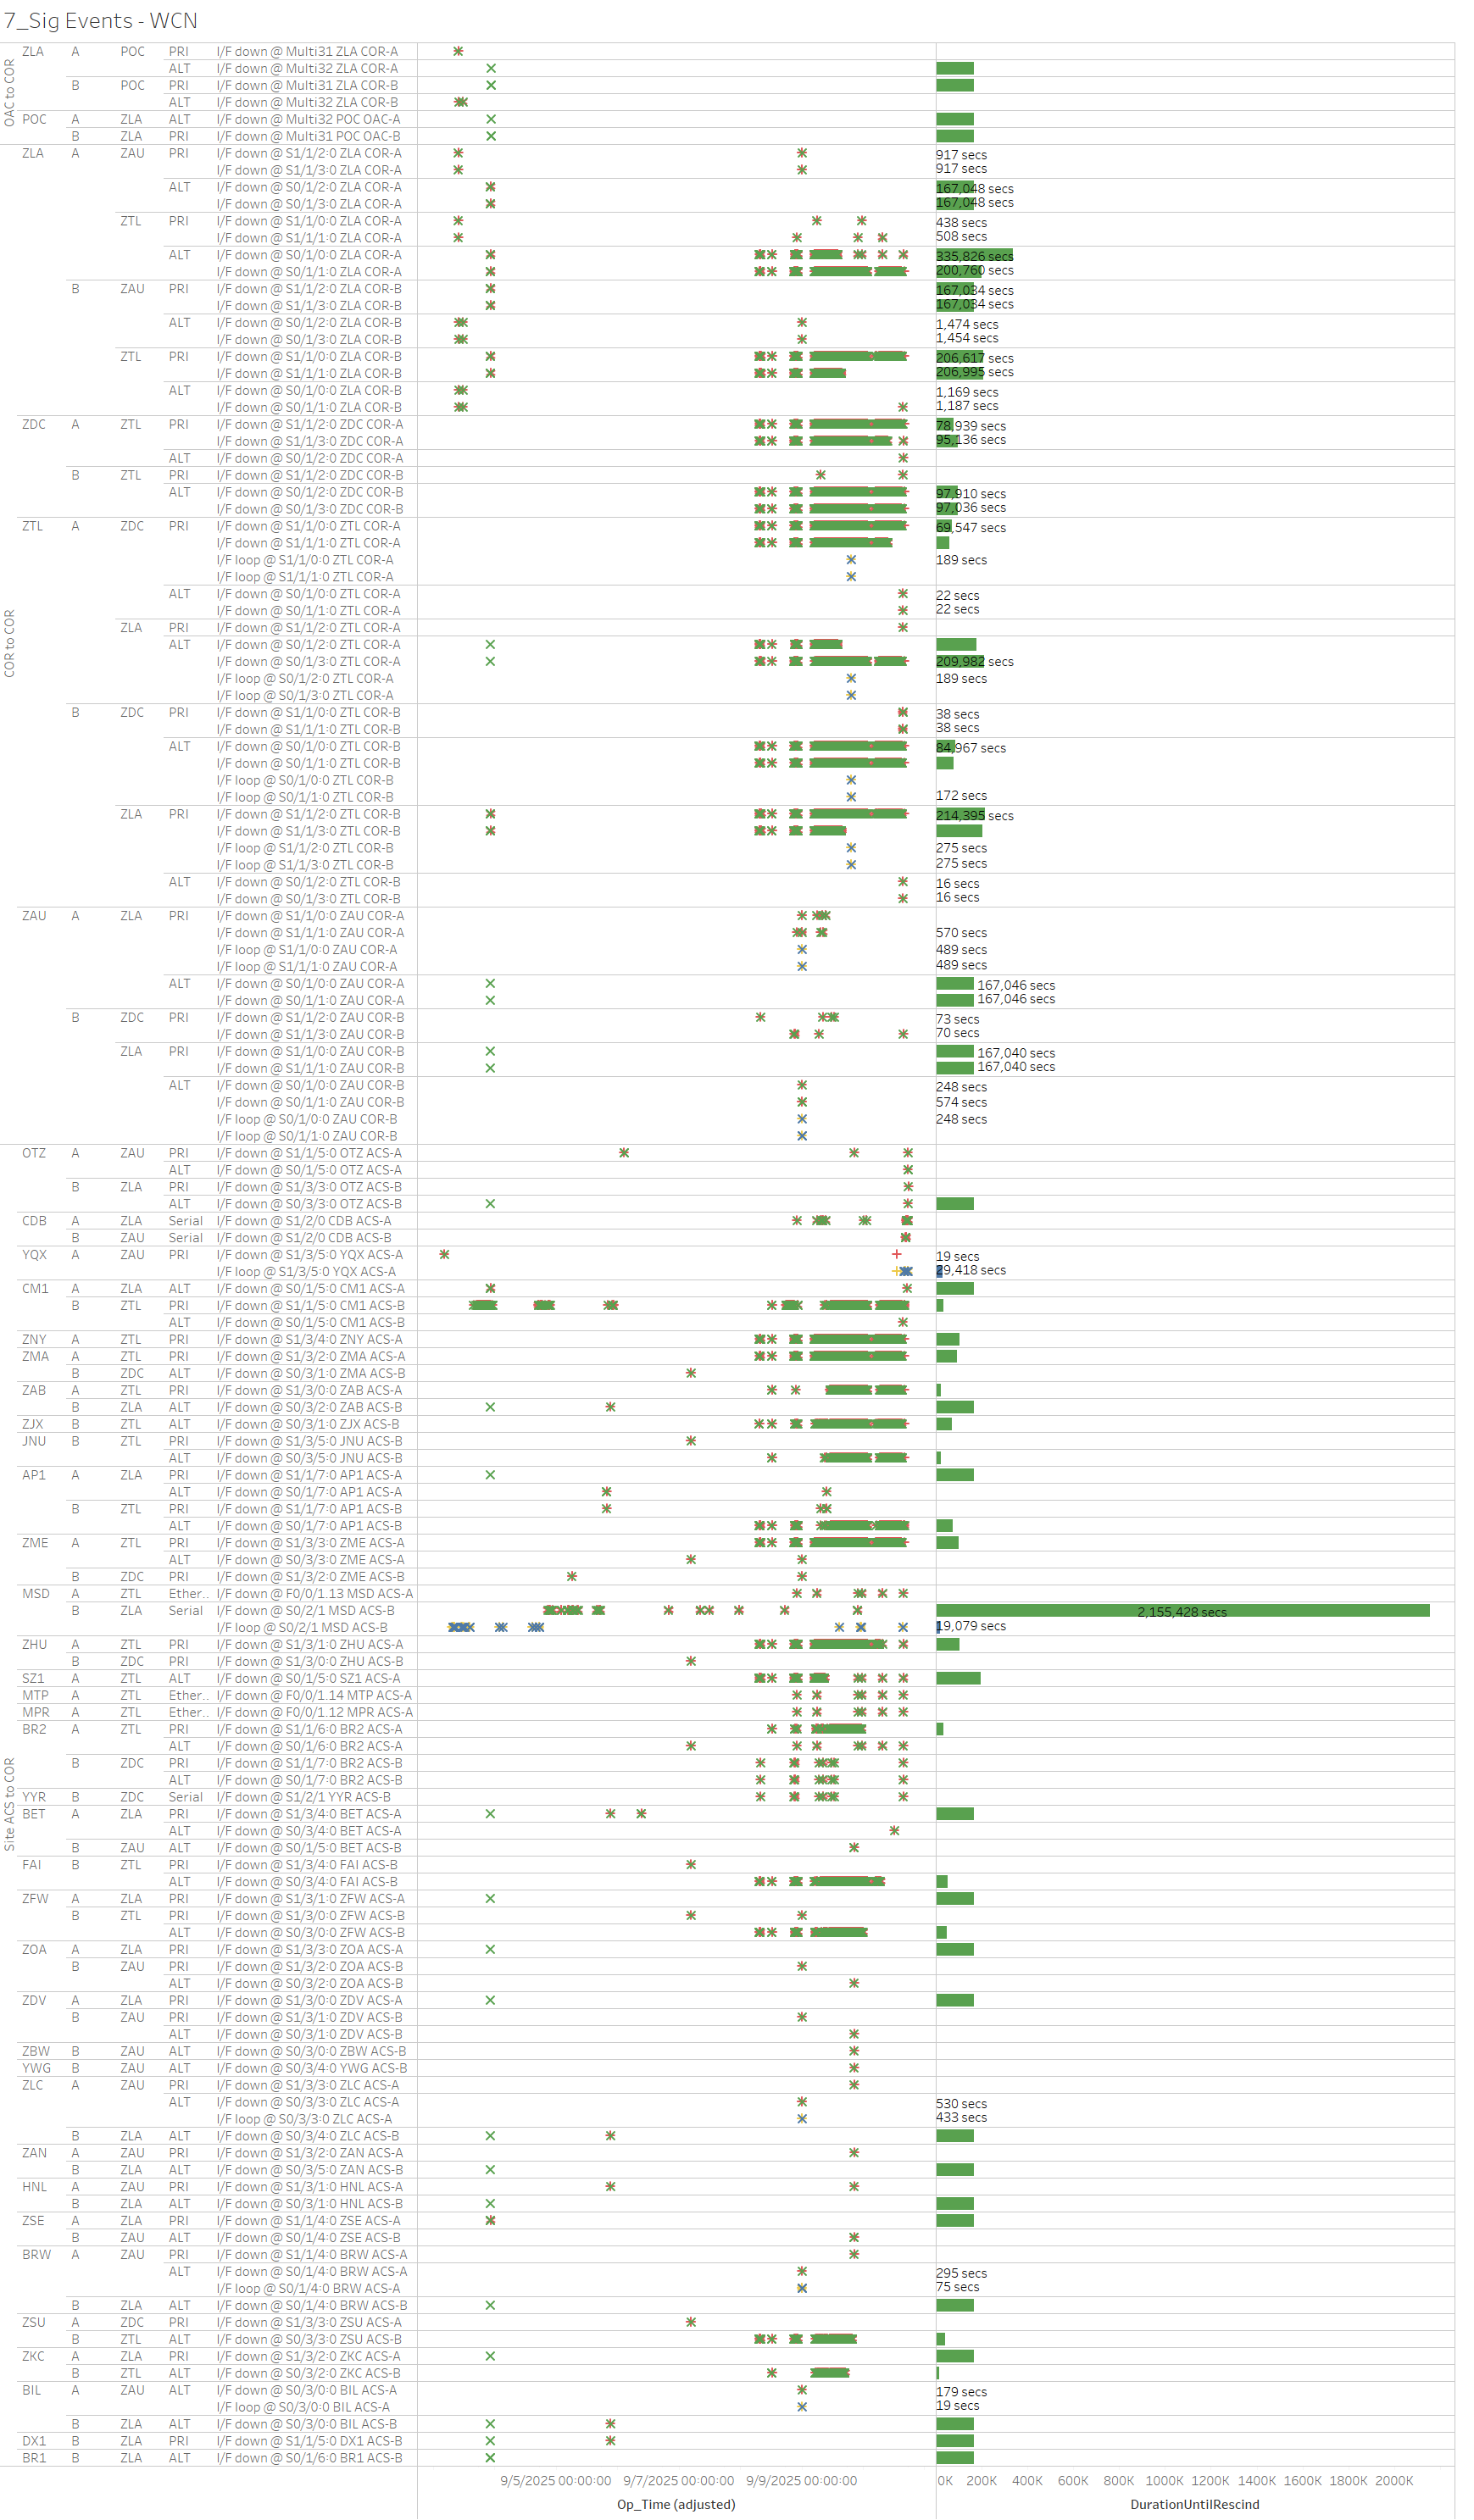 7_Sig Events - WCN
OAC to COR
ZLA A POC PRI I/F down @ Multi31 ZLA COR-A
ALT I/F down @ Multi32 ZLA COR-A
B POC PRI I/F down @ Multi31 ZLA COR-B
ALT I/F down @ Multi32 ZLA COR-B
POC A ZLA ALT I/F down @ Multi32 POC OAC-A
B ZLA PRI I/F down @ Multi31 POC OAC-B
COR to COR
ZLA A ZAU PRI I/F down @ S1/1/2:0 ZLA COR-A 917 secs
I/F down @ S1/1/3:0 ZLA COR-A 917 secs
ALT I/F down @ S0/1/2:0 ZLA COR-A 167,048 secs
I/F down @ S0/1/3:0 ZLA COR-A 167,048 secs
ZTL PRI I/F down @ S1/1/0:0 ZLA COR-A 438 secs
I/F down @ S1/1/1:0 ZLA COR-A 508 secs
ALT I/F down @ S0/1/0:0 ZLA COR-A 335,826 secs
I/F down @ S0/1/1:0 ZLA COR-A 200,760 secs
B ZAU PRI I/F down @ S1/1/2:0 ZLA COR-B 167,034 secs
I/F down @ S1/1/3:0 ZLA COR-B 167,034 secs
ALT I/F down @ S0/1/2:0 ZLA COR-B 1,474 secs
I/F down @ S0/1/3:0 ZLA COR-B 1,454 secs
ZTL PRI I/F down @ S1/1/0:0 ZLA COR-B 206,617 secs
I/F down @ S1/1/1:0 ZLA COR-B 206,995 secs
ALT I/F down @ S0/1/0:0 ZLA COR-B 1,169 secs
I/F down @ S0/1/1:0 ZLA COR-B 1,187 secs
ZDC A ZTL PRI I/F down @ S1/1/2:0 ZDC COR-A 78,939 secs
I/F down @ S1/1/3:0 ZDC COR-A 95,136 secs
ALT I/F down @ S0/1/2:0 ZDC COR-A
B ZTL PRI I/F down @ S1/1/2:0 ZDC COR-B
ALT I/F down @ S0/1/2:0 ZDC COR-B 97,910 secs
I/F down @ S0/1/3:0 ZDC COR-B 97,036 secs
ZTL A ZDC PRI I/F down @ S1/1/0:0 ZTL COR-A 69,547 secs
I/F down @ S1/1/1:0 ZTL COR-A
I/F loop @ S1/1/0:0 ZTL COR-A 189 secs
I/F loop @ S1/1/1:0 ZTL COR-A
ALT I/F down @ S0/1/0:0 ZTL COR-A 22 secs
I/F down @ S0/1/1:0 ZTL COR-A 22 secs
ZLA PRI I/F down @ S1/1/2:0 ZTL COR-A
ALT I/F down @ S0/1/2:0 ZTL COR-A
I/F down @ S0/1/3:0 ZTL COR-A 209,982 secs
I/F loop @ S0/1/2:0 ZTL COR-A 189 secs
I/F loop @ S0/1/3:0 ZTL COR-A
B ZDC PRI I/F down @ S1/1/0:0 ZTL COR-B 38 secs
I/F down @ S1/1/1:0 ZTL COR-B 38 secs
ALT I/F down @ S0/1/0:0 ZTL COR-B 84,967 secs
I/F down @ S0/1/1:0 ZTL COR-B
I/F loop @ S0/1/0:0 ZTL COR-B
I/F loop @ S0/1/1:0 ZTL COR-B 172 secs
ZLA PRI I/F down @ S1/1/2:0 ZTL COR-B 214,395 secs
I/F down @ S1/1/3:0 ZTL COR-B
I/F loop @ S1/1/2:0 ZTL COR-B 275 secs
I/F loop @ S1/1/3:0 ZTL COR-B 275 secs
ALT I/F down @ S0/1/2:0 ZTL COR-B 16 secs
I/F down @ S0/1/3:0 ZTL COR-B 16 secs
ZAU A ZLA PRI I/F down @ S1/1/0:0 ZAU COR-A
I/F down @ S1/1/1:0 ZAU COR-A 570 secs
I/F loop @ S1/1/0:0 ZAU COR-A 489 secs
I/F loop @ S1/1/1:0 ZAU COR-A 489 secs
ALT I/F down @ S0/1/0:0 ZAU COR-A 167,046 secs
I/F down @ S0/1/1:0 ZAU COR-A 167,046 secs
B ZDC PRI I/F down @ S1/1/2:0 ZAU COR-B 73 secs
I/F down @ S1/1/3:0 ZAU COR-B 70 secs
ZLA PRI I/F down @ S1/1/0:0 ZAU COR-B 167,040 secs
I/F down @ S1/1/1:0 ZAU COR-B 167,040 secs
ALT I/F down @ S0/1/0:0 ZAU COR-B 248 secs
I/F down @ S0/1/1:0 ZAU COR-B 574 secs
I/F loop @ S0/1/0:0 ZAU COR-B 248 secs
I/F loop @ S0/1/1:0 ZAU COR-B
Site ACS to COR
OTZ A ZAU PRI I/F down @ S1/1/5:0 OTZ ACS-A
ALT I/F down @ S0/1/5:0 OTZ ACS-A
B ZLA PRI I/F down @ S1/3/3:0 OTZ ACS-B
ALT I/F down @ S0/3/3:0 OTZ ACS-B
CDB A ZLA Serial I/F down @ S1/2/0 CDB ACS-A
B ZAU Serial I/F down @ S1/2/0 CDB ACS-B
YQX A ZAU PRI I/F down @ S1/3/5:0 YQX ACS-A 19 secs
I/F loop @ S1/3/5:0 YQX ACS-A 29,418 secs
CM1 A ZLA ALT I/F down @ S0/1/5:0 CM1 ACS-A
B ZTL PRI I/F down @ S1/1/5:0 CM1 ACS-B
ALT I/F down @ S0/1/5:0 CM1 ACS-B
ZNY A ZTL PRI I/F down @ S1/3/4:0 ZNY ACS-A
ZMA A ZTL PRI I/F down @ S1/3/2:0 ZMA ACS-A
B ZDC ALT I/F down @ S0/3/1:0 ZMA ACS-B
ZAB A ZTL PRI I/F down @ S1/3/0:0 ZAB ACS-A
B ZLA ALT I/F down @ S0/3/2:0 ZAB ACS-B
ZJX B ZTL ALT I/F down @ S0/3/1:0 ZJX ACS-B
JNU B ZTL PRI I/F down @ S1/3/5:0 JNU ACS-B
ALT I/F down @ S0/3/5:0 JNU ACS-B
AP1 A ZLA PRI I/F down @ S1/1/7:0 AP1 ACS-A
ALT I/F down @ S0/1/7:0 AP1 ACS-A
B ZTL PRI I/F down @ S1/1/7:0 AP1 ACS-B
ALT I/F down @ S0/1/7:0 AP1 ACS-B
ZME A ZTL PRI I/F down @ S1/3/3:0 ZME ACS-A
ALT I/F down @ S0/3/3:0 ZME ACS-A
B ZDC PRI I/F down @ S1/3/2:0 ZME ACS-B
MSD A ZTL Ether.. I/F down @ F0/0/1.13 MSD ACS-A
B ZLA Serial I/F down @ S0/2/1 MSD ACS-B 2,155,428 secs
I/F loop @ S0/2/1 MSD ACS-B 19,079 secs
ZHU A ZTL PRI I/F down @ S1/3/1:0 ZHU ACS-A
B ZDC PRI I/F down @ S1/3/0:0 ZHU ACS-B
SZ1 A ZTL ALT I/F down @ S0/1/5:0 SZ1 ACS-A
MTP A ZTL Ether.. I/F down @ F0/0/1.14 MTP ACS-A
MPR A ZTL Ether.. I/F down @ F0/0/1.12 MPR ACS-A
BR2 A ZTL PRI I/F down @ S1/1/6:0 BR2 ACS-A
ALT I/F down @ S0/1/6:0 BR2 ACS-A
B ZDC PRI I/F down @ S1/1/7:0 BR2 ACS-B
ALT I/F down @ S0/1/7:0 BR2 ACS-B
YYR B ZDC Serial I/F down @ S1/2/1 YYR ACS-B
BET A ZLA PRI I/F down @ S1/3/4:0 BET ACS-A
ALT I/F down @ S0/3/4:0 BET ACS-A
B ZAU ALT I/F down @ S0/1/5:0 BET ACS-B
FAI B ZTL PRI I/F down @ S1/3/4:0 FAI ACS-B
ALT I/F down @ S0/3/4:0 FAI ACS-B
ZFW A ZLA PRI I/F down @ S1/3/1:0 ZFW ACS-A
B ZTL PRI I/F down @ S1/3/0:0 ZFW ACS-B
ALT I/F down @ S0/3/0:0 ZFW ACS-B
ZOA A ZLA PRI I/F down @ S1/3/3:0 ZOA ACS-A
B ZAU PRI I/F down @ S1/3/2:0 ZOA ACS-B
ALT I/F down @ S0/3/2:0 ZOA ACS-B
ZDV A ZLA PRI I/F down @ S1/3/0:0 ZDV ACS-A
B ZAU PRI I/F down @ S1/3/1:0 ZDV ACS-B
ALT I/F down @ S0/3/1:0 ZDV ACS-B
ZBW B ZAU ALT I/F down @ S0/3/0:0 ZBW ACS-B
YWG B ZAU ALT I/F down @ S0/3/4:0 YWG ACS-B
ZLC A ZAU PRI I/F down @ S1/3/3:0 ZLC ACS-A
ALT I/F down @ S0/3/3:0 ZLC ACS-A 530 secs
I/F loop @ S0/3/3:0 ZLC ACS-A 433 secs
B ZLA ALT I/F down @ S0/3/4:0 ZLC ACS-B
ZAN A ZAU PRI I/F down @ S1/3/2:0 ZAN ACS-A
B ZLA ALT I/F down @ S0/3/5:0 ZAN ACS-B
HNL A ZAU PRI I/F down @ S1/3/1:0 HNL ACS-A
B ZLA ALT I/F down @ S0/3/1:0 HNL ACS-B
ZSE A ZLA PRI I/F down @ S1/1/4:0 ZSE ACS-A
B ZAU ALT I/F down @ S0/1/4:0 ZSE ACS-B
BRW A ZAU PRI I/F down @ S1/1/4:0 BRW ACS-A
ALT I/F down @ S0/1/4:0 BRW ACS-A 295 secs
I/F loop @ S0/1/4:0 BRW ACS-A 75 secs
B ZLA ALT I/F down @ S0/1/4:0 BRW ACS-B
ZSU A ZDC PRI I/F down @ S1/3/3:0 ZSU ACS-A
B ZTL ALT I/F down @ S0/3/3:0 ZSU ACS-B
ZKC A ZLA PRI I/F down @ S1/3/2:0 ZKC ACS-A
B ZTL ALT I/F down @ S0/3/2:0 ZKC ACS-B
BIL A ZAU ALT I/F down @ S0/3/0:0 BIL ACS-A 179 secs
I/F loop @ S0/3/0:0 BIL ACS-A 19 secs
B ZLA ALT I/F down @ S0/3/0:0 BIL ACS-B
DX1 B ZLA PRI I/F down @ S1/1/5:0 DX1 ACS-B
BR1 B ZLA ALT I/F down @ S0/1/6:0 BR1 ACS-B
9/5/2025 00:00:00 9/7/2025 00:00:00 9/9/2025 00:00:00 0K 200K 400K 600K 800K 1000K 1200K 1400K 1600K 1800K 2000K
Op_Time (adjusted) DurationUntilRescind